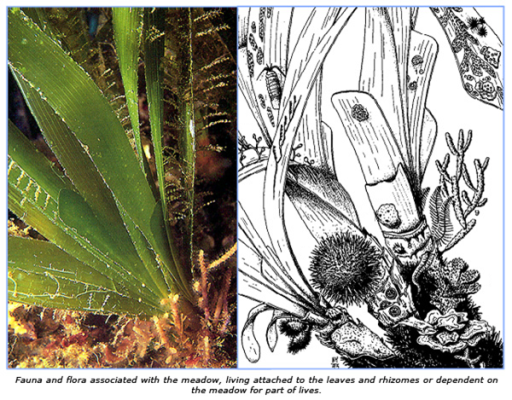 Fauna and flora associated with the meadow, living attached to the leaves and rhizomes or dependent on
the meadow for part of lives.